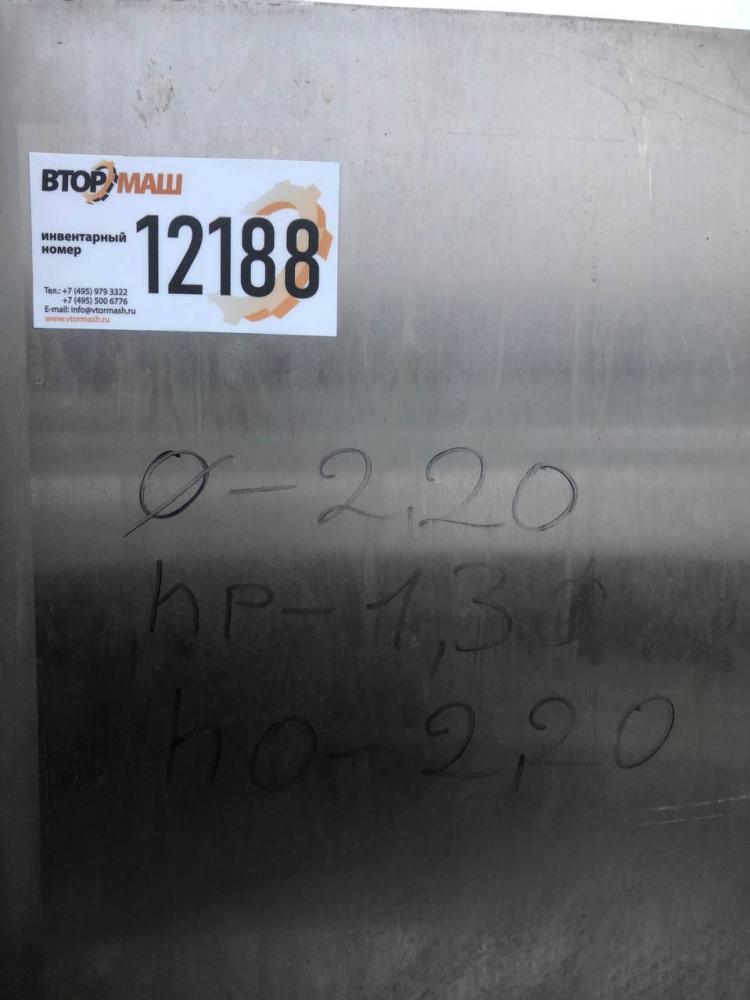 ВТОРМАШ
инвентарный
номер
12188
Тел.: +7 (495) 979 3322
+7 (495) 500 6776
E-mail: info@vtormash.ru
www.vtormash.ru
Ø-2,20
hp-1,30
hо-2,20